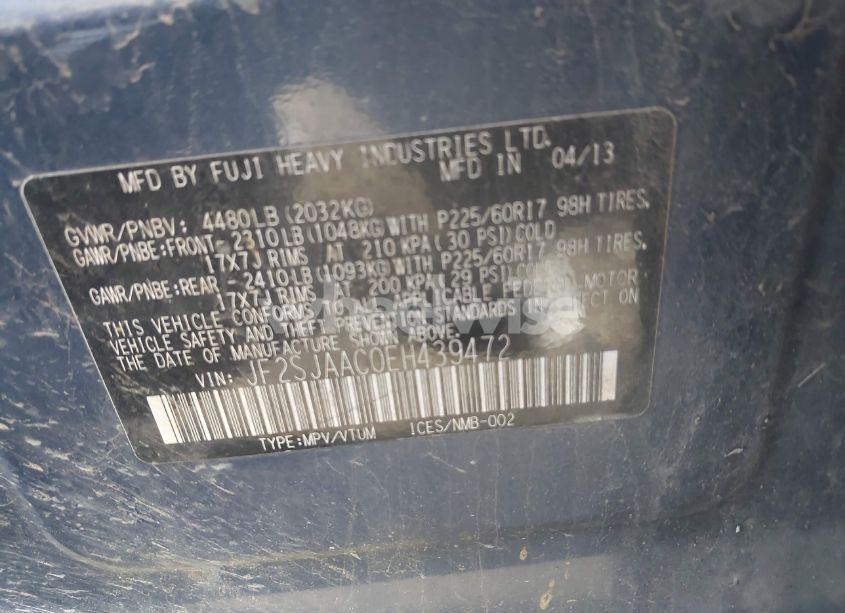 MFD BY FUJI HEAVY INDUSTRIES LTD.
MFD IN 04/13
GVWR/PNBV: 4480LB (2032KG)
GAWR/PNBE:FRONT- 2310LB (1048KG) WITH P225/60R17 98H TIRES,
17X7J RIMS AT 210 KPA (30 PSI) COLD
GAWR/PNBE:REAR - 2410LB (1093KG) WITH P225/60R17 98H TIRES,
17X7J RIMS AT 200 KPA (29 PSI) COLD
THIS VEHICLE CONFORMS TO ALL APPLICABLE FEDERAL MOTOR
VEHICLE SAFETY AND THEFT PREVENTION STANDARDS IN EFFECT ON
THE DATE OF MANUFACTURE SHOWN ABOVE.
VIN: JF2SJAAC0EH439472
TYPE:MPV/VTUM ICES/NMB-002